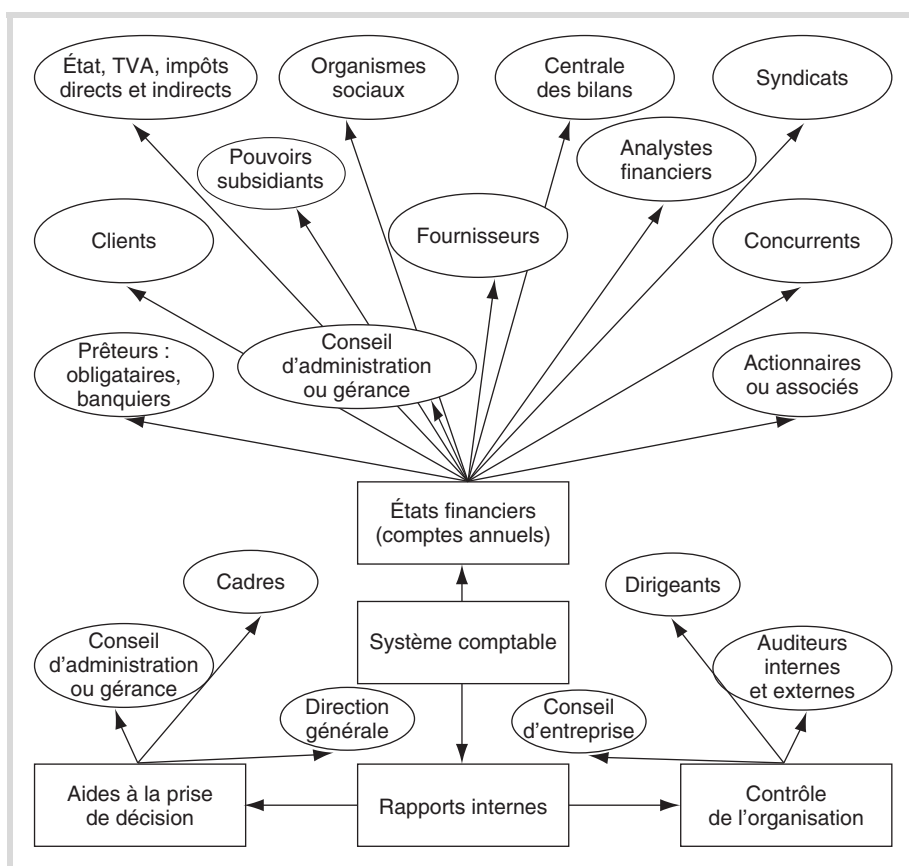 État, TVA, impôts
directs et indirects
Organismes
sociaux
Centrale
des bilans
Syndicats
Pouvoirs
subsidiants
Analystes
financiers
Clients
Fournisseurs
Concurrents
Prêteurs :
obligataires,
banquiers
Conseil
d'administration
ou gérance
Actionnaires
ou associés
États financiers
(comptes annuels)
Cadres
Dirigeants
Système comptable
Conseil
d'administration
ou gérance
Auditeurs
internes
et externes
Direction
générale
Conseil
d'entreprise
Aides à la prise
de décision
Rapports internes
Contrôle
de l'organisation